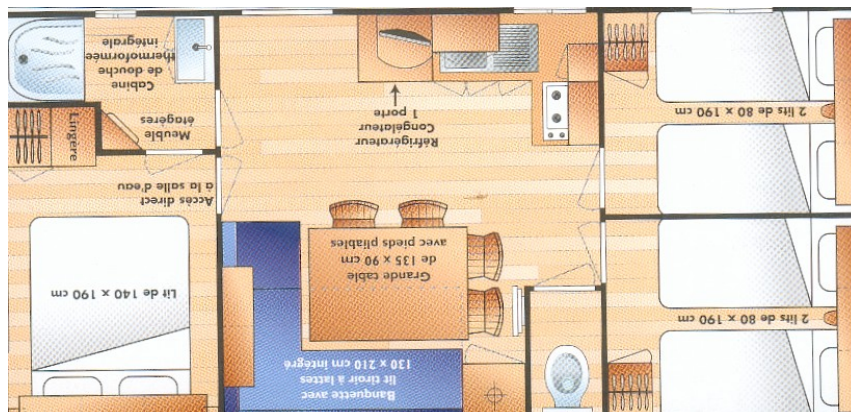 Banquette avec
lit tiroir à lattes
130 x 210 cm intégré
2 lits de 80 x 190 cm
Grande table
de 135 x 90 cm
avec pieds pliables
Lit de 140 x 190 cm
Accès direct
à la salle d'eau
Réfrigérateur
Congélateur
1 porte
2 lits de 80 x 190 cm
Lingère
Meuble
étagères
Cabine
de douche
thermoformée
intégrale